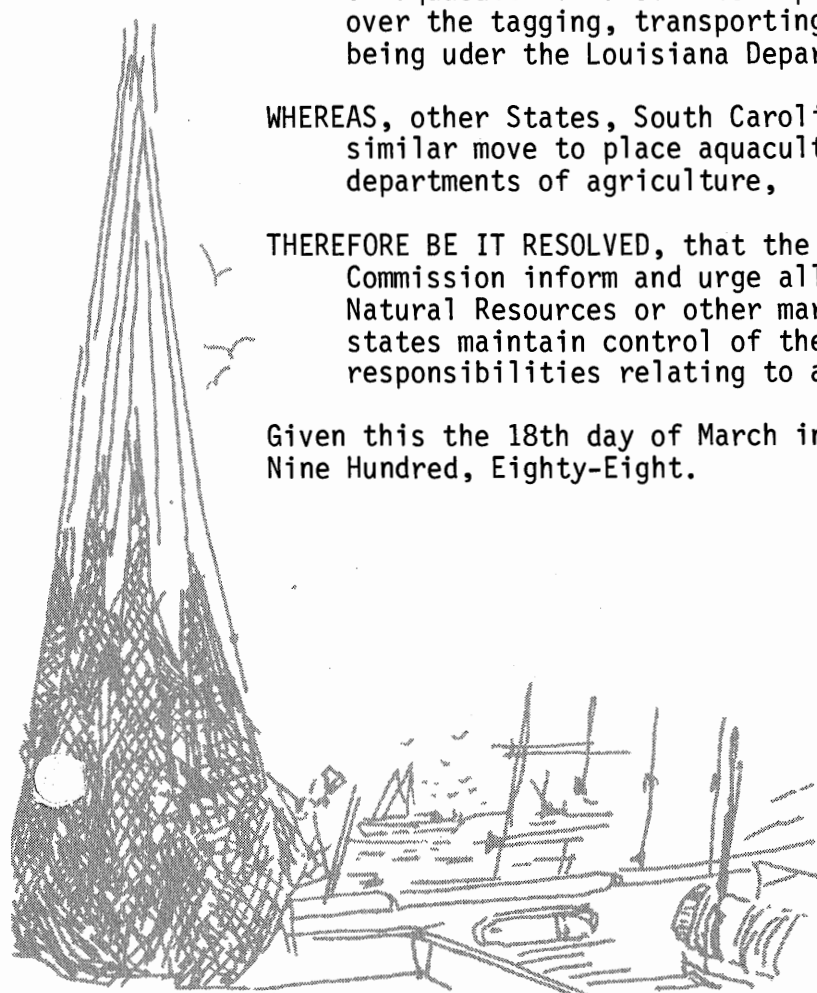 over the tagging, transporting
being uder the Louisiana Depar
WHEREAS, other States, South Caroli
similar move to place aquacult
departments of agriculture,
THEREFORE BE IT RESOLVED, that the
Commission inform and urge all
Natural Resources or other mar
states maintain control of the
responsibilities relating to a
Given this the 18th day of March in
Nine Hundred, Eighty-Eight.